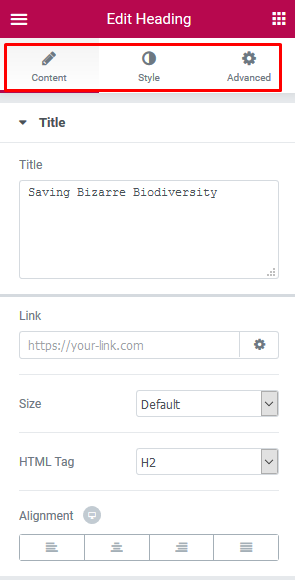 Edit Heading
Content Style Advanced
Title
Title
Saving Bizarre Biodiversity
Link
https://your-link.com
Size Default
HTML Tag H2
Alignment